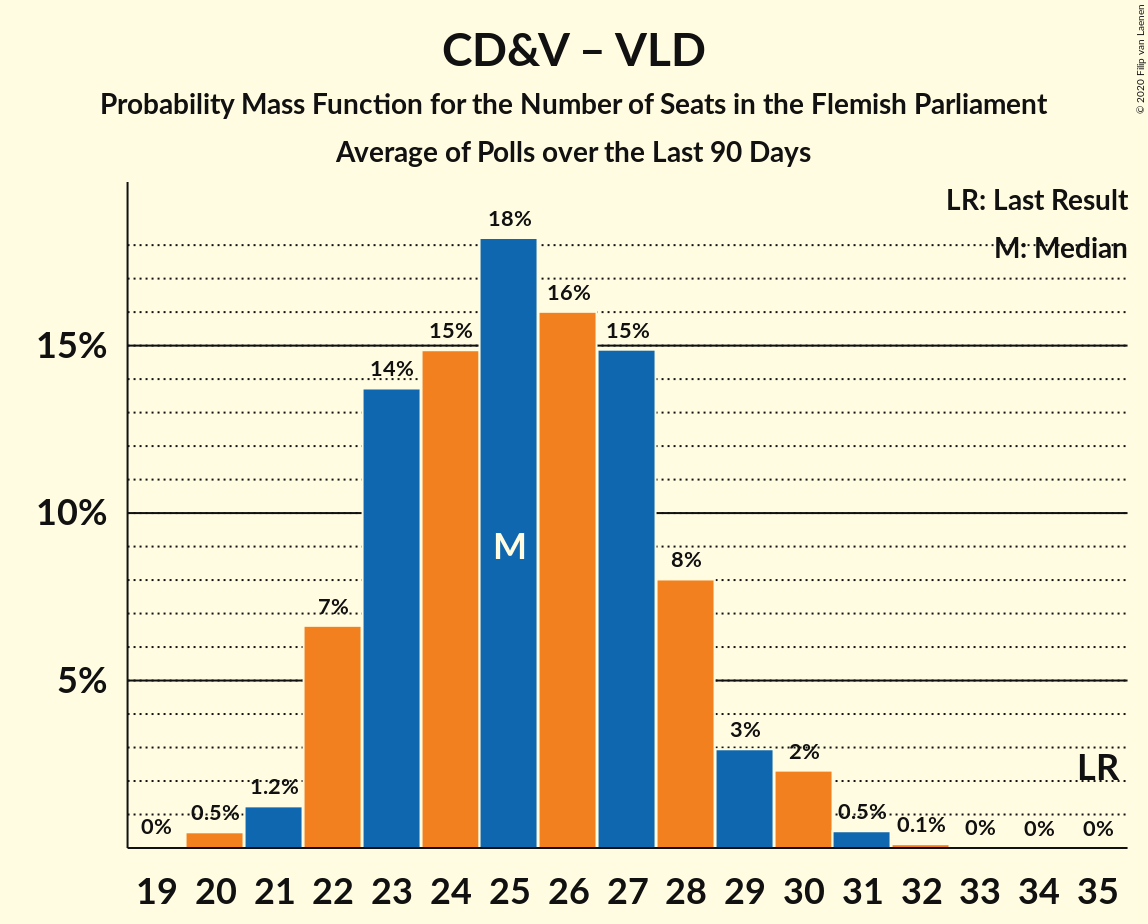 CD&V – VLD
Probability Mass Function for the Number of Seats in the Flemish Parliament
Average of Polls over the Last 90 Days
© 2020 Filip van Laenen
LR: Last Result
M: Median
15%
10%
5%
0%
0.5%
1.2%
7%
14%
15%
18%
16%
15%
8%
3%
2%
0.5%
0.1%
0%
0%
0%
M
LR
19 20 21 22 23 24 25 26 27 28 29 30 31 32 33 34 35